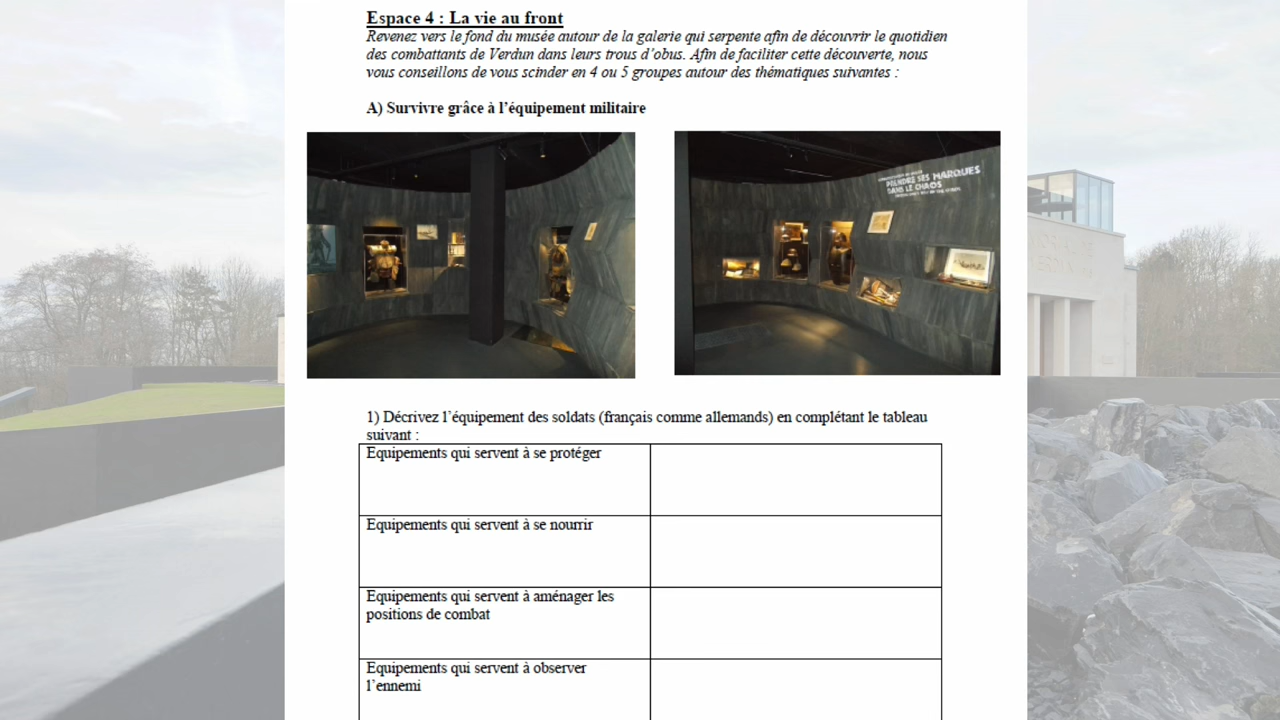 Espace 4 : La vie au front
Revenez vers le fond du musée autour de la galerie qui serpente afin de découvrir le quotidien
des combattants de Verdun dans leurs trous d’obus. Afin de faciliter cette découverte, nous
vous conseillons de vous scinder en 4 ou 5 groupes autour des thématiques suivantes :
A) Survivre grâce à l’équipement militaire
PRENDRE SES MARQUES
DANS LE CHAOS
1) Décrivez l’équipement des soldats (français comme allemands) en complétant le tableau
suivant :
Equipements qui servent à se protéger
Equipements qui servent à se nourrir
Equipements qui servent à aménager les
positions de combat
Equipements qui servent à observer
l’ennemi